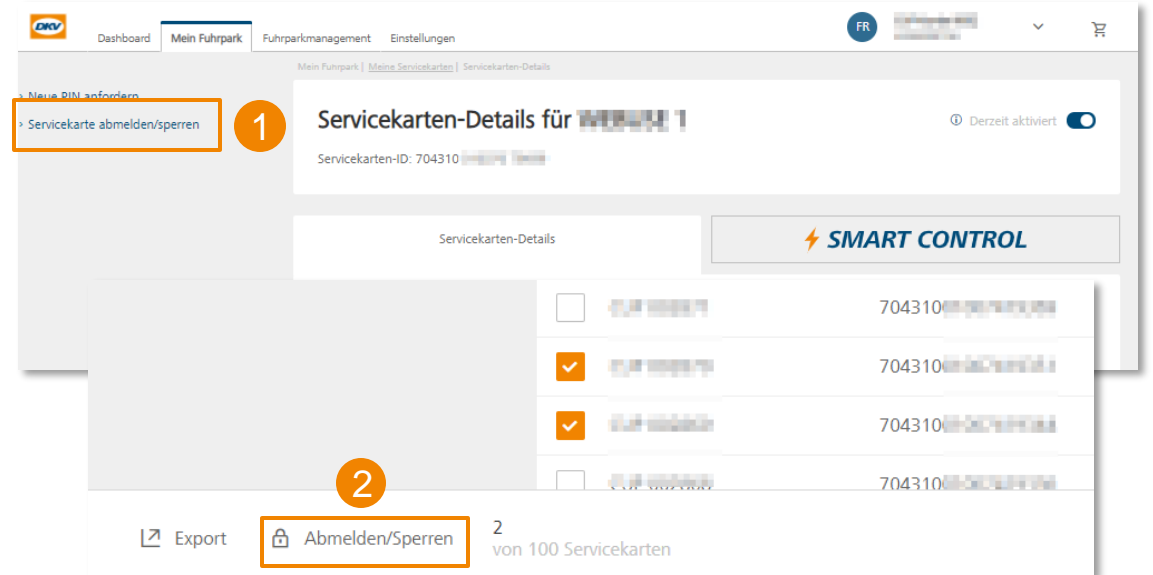 DKV
Dashboard
Mein Fuhrpark
Fuhrparkmanagement
Einstellungen
FR
Mein Fuhrpark | Meine Servicekarten | Servicekarten-Details
› Neue PIN anfordern
› Servicekarte abmelden/sperren
1
Servicekarten-Details für
Derzeit aktiviert
Servicekarten-ID: 704310
Servicekarten-Details
SMART CONTROL
704310
704310
704310
704310
2
Export
Abmelden/Sperren
2
von 100 Servicekarten